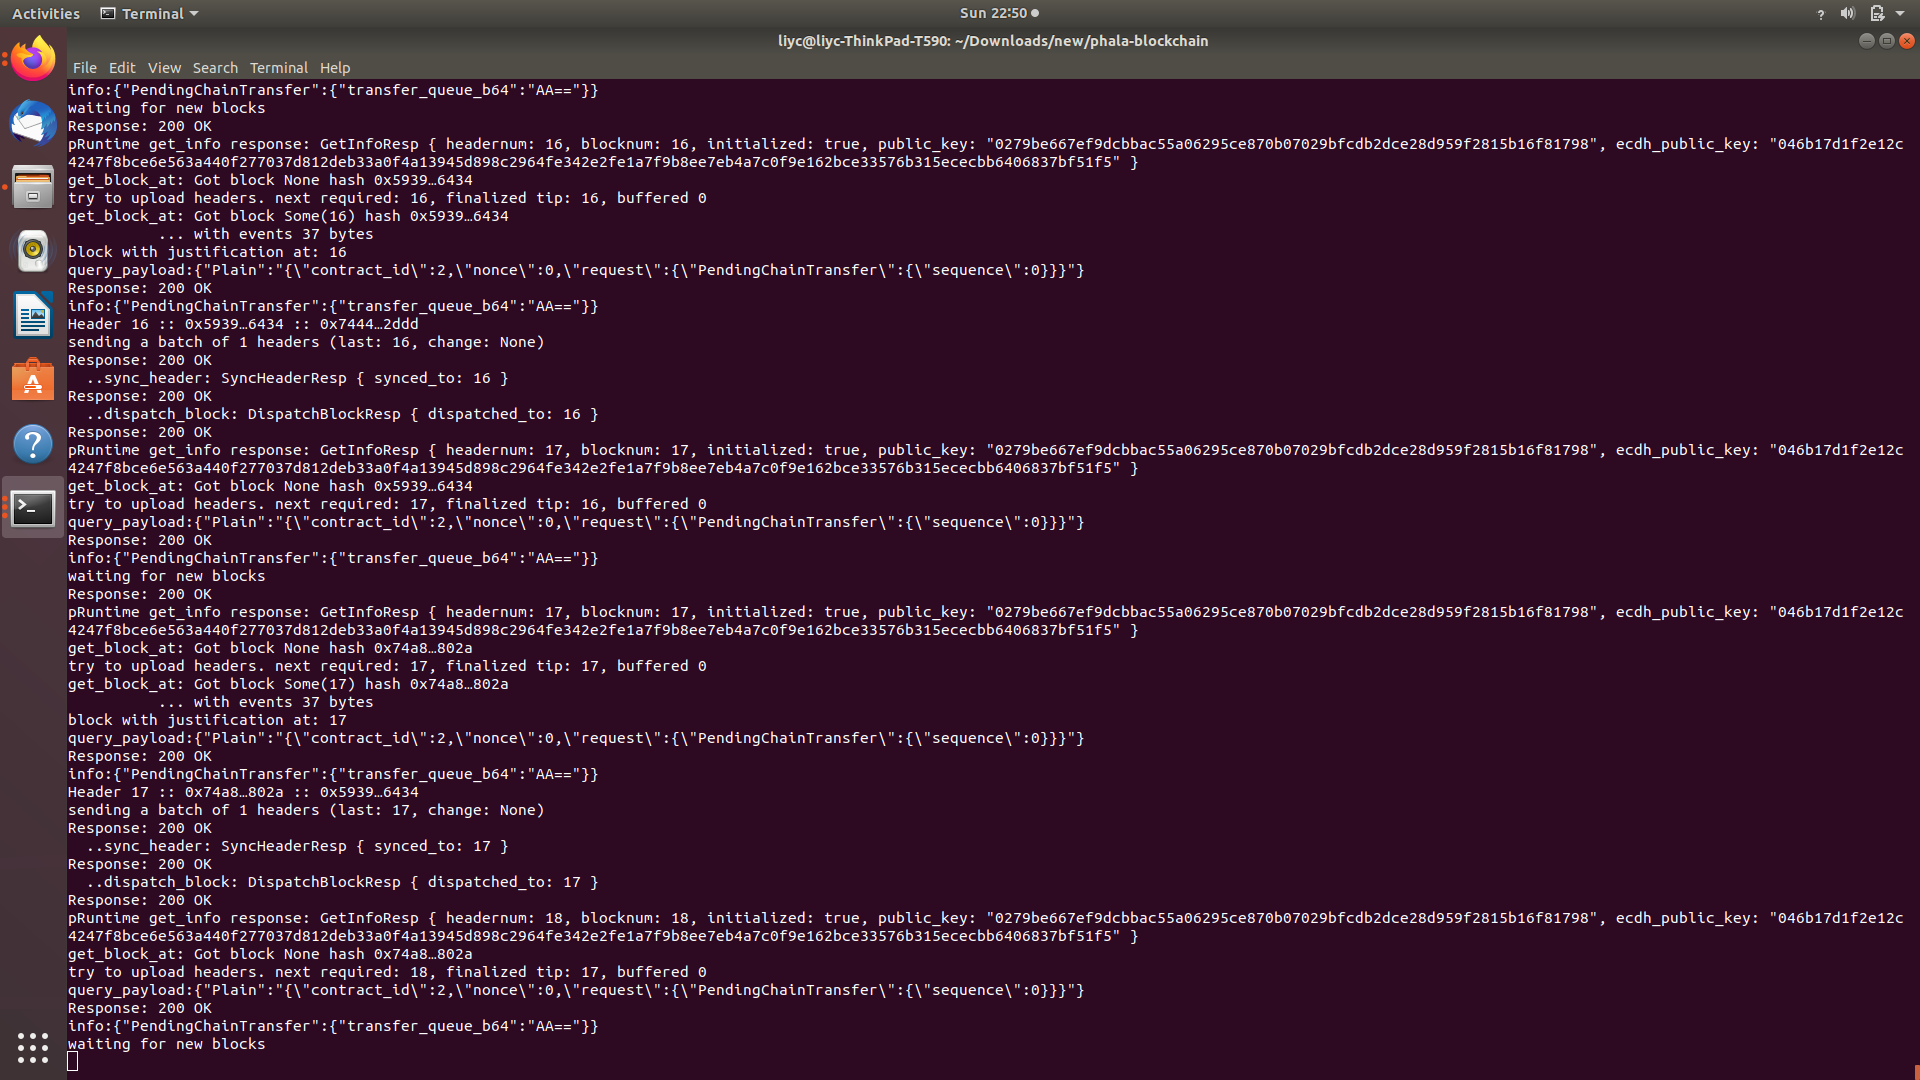 Activities Terminal Sun 22:50
liyc@liyc-ThinkPad-T590: ~/Downloads/new/phala-blockchain
File Edit View Search Terminal Help
info:{"PendingChainTransfer":{"transfer_queue_b64":"AA=="}}
waiting for new blocks
Response: 200 OK
pRuntime get_info response: GetInfoResp { headernum: 16, blocknum: 16, initialized: true, public_key: "0279be667ef9dcbbac55a06295ce870b07029bfcdb2dce28d959f2815b16f81798", ecdh_public_key: "046b17d1f2e12c
4247f8bce6e563a440f277037d812deb33a0f4a13945d898c2964fe342e2fe1a7f9b8ee7eb4a7c0f9e162bce33576b315ececbb6406837bf51f5" }
get_block_at: Got block None hash 0x5939…6434
try to upload headers. next required: 16, finalized tip: 16, buffered 0
get_block_at: Got block Some(16) hash 0x5939…6434
... with events 37 bytes
block with justification at: 16
query_payload:{"Plain":"{\"contract_id\":2,\"nonce\":0,\"request\":{\"PendingChainTransfer\":{\"sequence\":0}}}"}
Response: 200 OK
info:{"PendingChainTransfer":{"transfer_queue_b64":"AA=="}}
Header 16 :: 0x5939…6434 :: 0x7444…2ddd
sending a batch of 1 headers (last: 16, change: None)
Response: 200 OK
..sync_header: SyncHeaderResp { synced_to: 16 }
Response: 200 OK
..dispatch_block: DispatchBlockResp { dispatched_to: 16 }
Response: 200 OK
pRuntime get_info response: GetInfoResp { headernum: 17, blocknum: 17, initialized: true, public_key: "0279be667ef9dcbbac55a06295ce870b07029bfcdb2dce28d959f2815b16f81798", ecdh_public_key: "046b17d1f2e12c
4247f8bce6e563a440f277037d812deb33a0f4a13945d898c2964fe342e2fe1a7f9b8ee7eb4a7c0f9e162bce33576b315ececbb6406837bf51f5" }
get_block_at: Got block None hash 0x5939…6434
try to upload headers. next required: 17, finalized tip: 16, buffered 0
query_payload:{"Plain":"{\"contract_id\":2,\"nonce\":0,\"request\":{\"PendingChainTransfer\":{\"sequence\":0}}}"}
Response: 200 OK
info:{"PendingChainTransfer":{"transfer_queue_b64":"AA=="}}
waiting for new blocks
Response: 200 OK
pRuntime get_info response: GetInfoResp { headernum: 17, blocknum: 17, initialized: true, public_key: "0279be667ef9dcbbac55a06295ce870b07029bfcdb2dce28d959f2815b16f81798", ecdh_public_key: "046b17d1f2e12c
4247f8bce6e563a440f277037d812deb33a0f4a13945d898c2964fe342e2fe1a7f9b8ee7eb4a7c0f9e162bce33576b315ececbb6406837bf51f5" }
get_block_at: Got block None hash 0x74a8…802a
try to upload headers. next required: 17, finalized tip: 17, buffered 0
get_block_at: Got block Some(17) hash 0x74a8…802a
... with events 37 bytes
block with justification at: 17
query_payload:{"Plain":"{\"contract_id\":2,\"nonce\":0,\"request\":{\"PendingChainTransfer\":{\"sequence\":0}}}"}
Response: 200 OK
info:{"PendingChainTransfer":{"transfer_queue_b64":"AA=="}}
Header 17 :: 0x74a8…802a :: 0x5939…6434
sending a batch of 1 headers (last: 17, change: None)
Response: 200 OK
..sync_header: SyncHeaderResp { synced_to: 17 }
Response: 200 OK
..dispatch_block: DispatchBlockResp { dispatched_to: 17 }
Response: 200 OK
pRuntime get_info response: GetInfoResp { headernum: 18, blocknum: 18, initialized: true, public_key: "0279be667ef9dcbbac55a06295ce870b07029bfcdb2dce28d959f2815b16f81798", ecdh_public_key: "046b17d1f2e12c
4247f8bce6e563a440f277037d812deb33a0f4a13945d898c2964fe342e2fe1a7f9b8ee7eb4a7c0f9e162bce33576b315ececbb6406837bf51f5" }
get_block_at: Got block None hash 0x74a8…802a
try to upload headers. next required: 18, finalized tip: 17, buffered 0
query_payload:{"Plain":"{\"contract_id\":2,\"nonce\":0,\"request\":{\"PendingChainTransfer\":{\"sequence\":0}}}"}
Response: 200 OK
info:{"PendingChainTransfer":{"transfer_queue_b64":"AA=="}}
waiting for new blocks